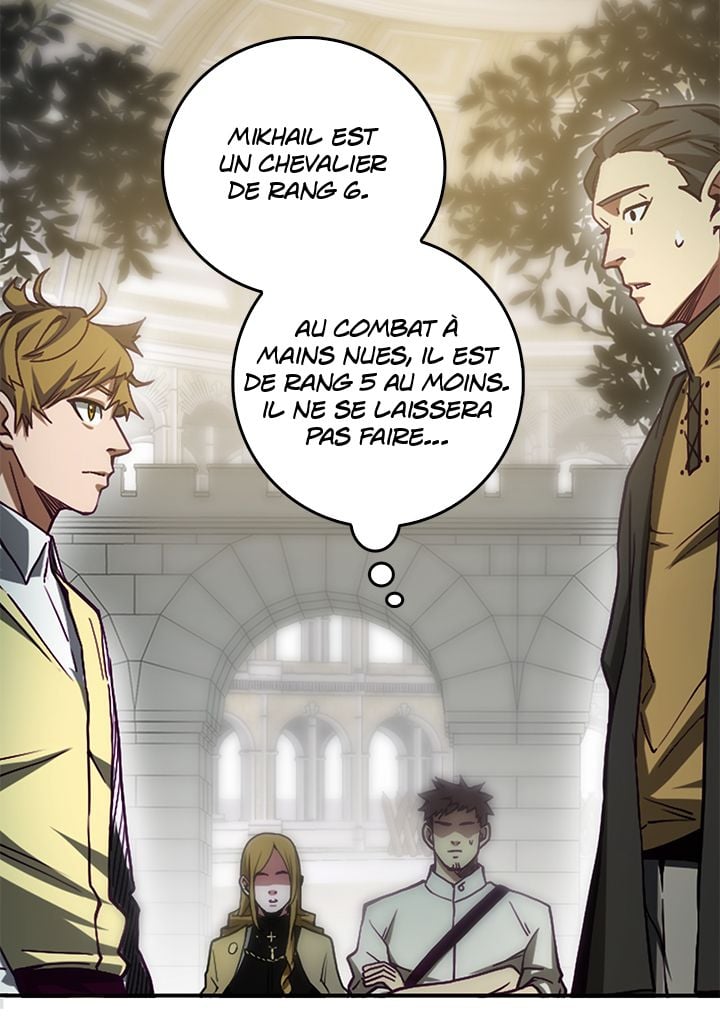 MIKHAIL EST
UN CHEVALIER
DE RANG 6.
AU COMBAT À
MAINS NUES, IL EST
DE RANG 5 AU MOINS.
IL NE SE LAISSERA
PAS FAIRE...